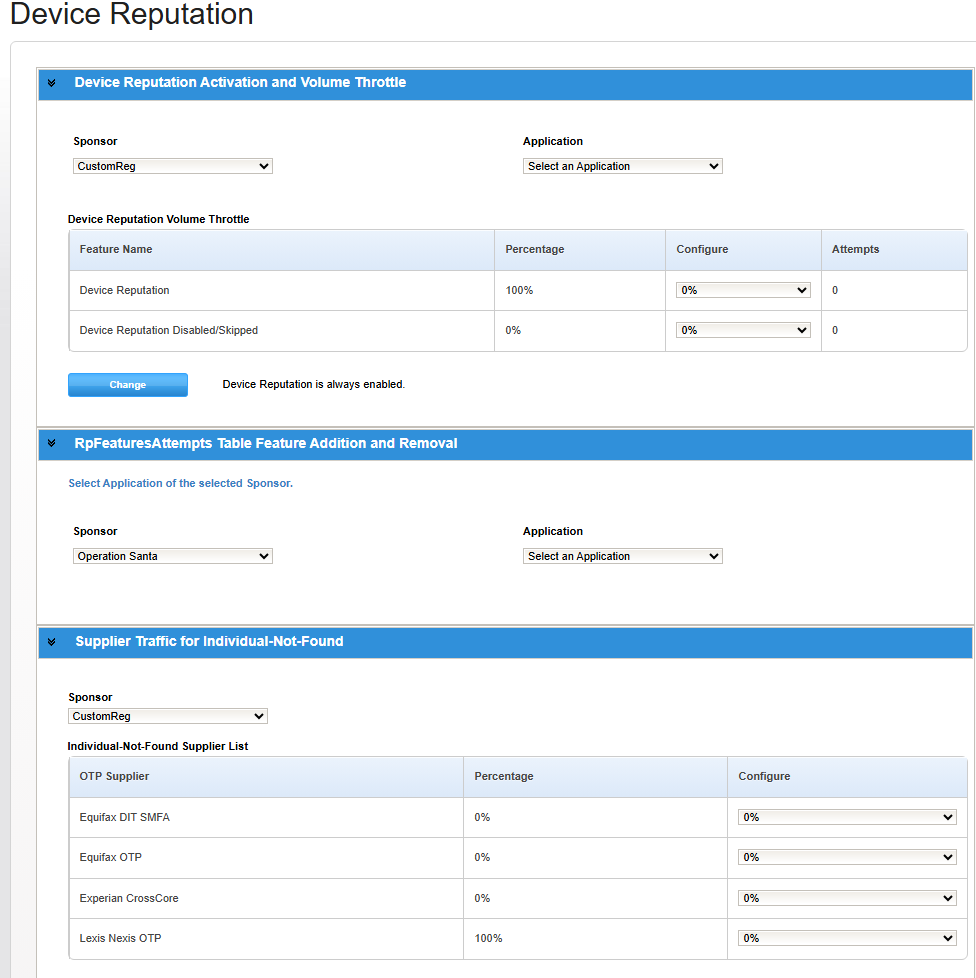 Device Reputation
Device Reputation Activation and Volume Throttle
Sponsor Application
CustomReg Select an Application
Device Reputation Volume Throttle
Feature Name Percentage Configure Attempts
Device Reputation 100% 0% 0
Device Reputation Disabled/Skipped 0% 0% 0
Change Device Reputation is always enabled.
RpFeaturesAttempts Table Feature Addition and Removal
Select Application of the selected Sponsor.
Sponsor Application
Operation Santa Select an Application
Supplier Traffic for Individual-Not-Found
Sponsor
CustomReg
Individual-Not-Found Supplier List
OTP Supplier Percentage Configure
Equifax DIT SMFA 0% 0%
Equifax OTP 0% 0%
Experian CrossCore 0% 0%
Lexis Nexis OTP 100% 0%